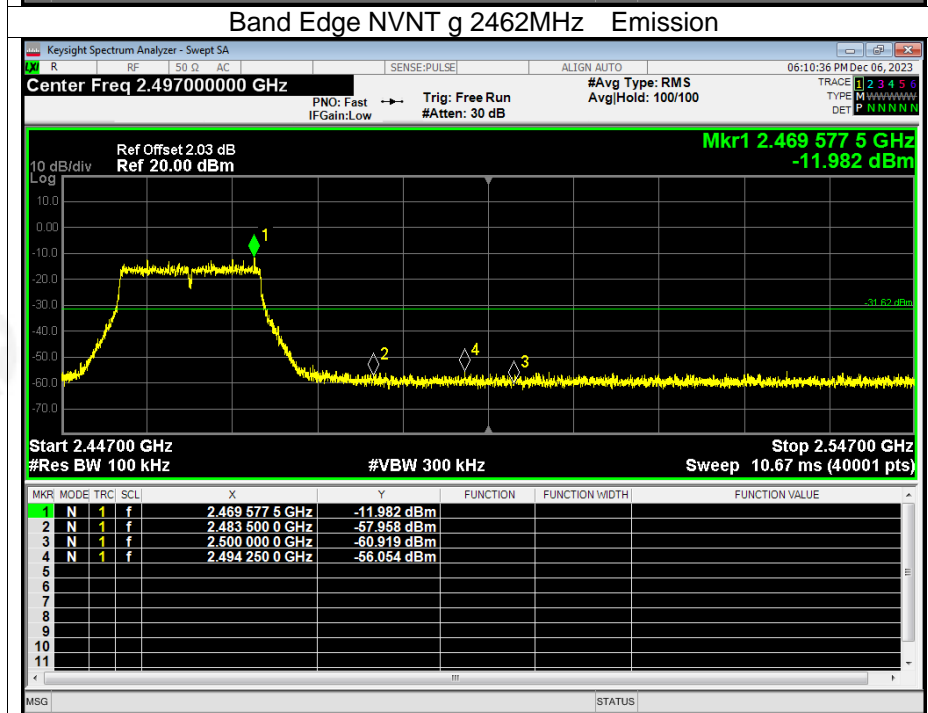 Band Edge NVNT g 2462MHz Emission
Keysight Spectrum Analyzer - Swept SA
LXI R RF 50 Ω AC SENSE:PULSE ALIGN AUTO 06:10:36 PM Dec 06, 2023
Center Freq 2.497000000 GHz #Avg Type: RMS TRACE 1 2 3 4 5 6
PNO: Fast Trig: Free Run Avg|Hold: 100/100 TYPE M WWWWW
IFGain:Low #Atten: 30 dB DET P N N N N N
Mkr1 2.469 577 5 GHz
Ref Offset 2.03 dB
10 dB/div Ref 20.00 dBm -11.982 dBm
Log
10.0
1
0.00
-10.0
-20.0
-30.0
-31.62 dBm
-40.0
-50.0
2 4 3
-60.0
-70.0
Start 2.44700 GHz Stop 2.54700 GHz
#Res BW 100 kHz #VBW 300 kHz Sweep 10.67 ms (40001 pts)
MKR MODE TRC SCL X Y FUNCTION FUNCTION WIDTH FUNCTION VALUE
1 N 1 f 2.469 577 5 GHz -11.982 dBm
2 N 1 f 2.483 500 0 GHz -57.958 dBm
3 N 1 f 2.500 000 0 GHz -60.919 dBm
4 N 1 f 2.494 250 0 GHz -56.054 dBm
5
6
7
8
9
10
11
MSG STATUS